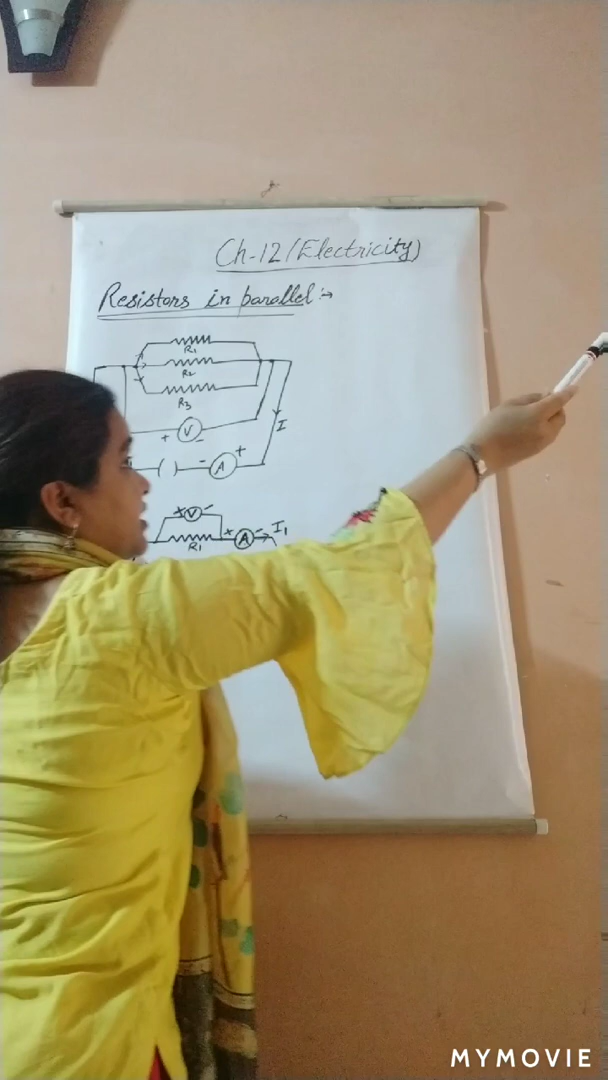 Ch-12 (Electricity)
Resistors in parallel :→
R1
R2
R3
+ V -
I
- A +
+ V -
R1 + A - I1
MYMOVIE